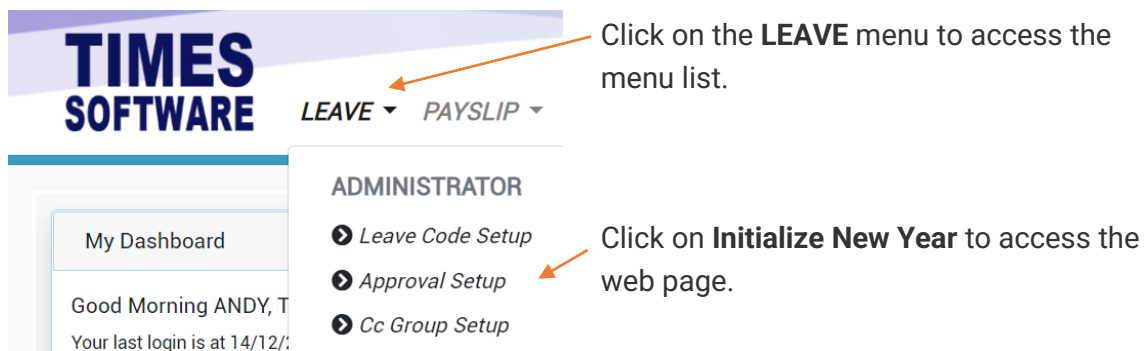 TIMES
SOFTWARE
LEAVE PAYSLIP
Click on the LEAVE menu to access the
menu list.
ADMINISTRATOR
Leave Code Setup
Approval Setup
Cc Group Setup
My Dashboard
Good Morning ANDY, T
Your last login is at 14/12/
Click on Initialize New Year to access the
web page.